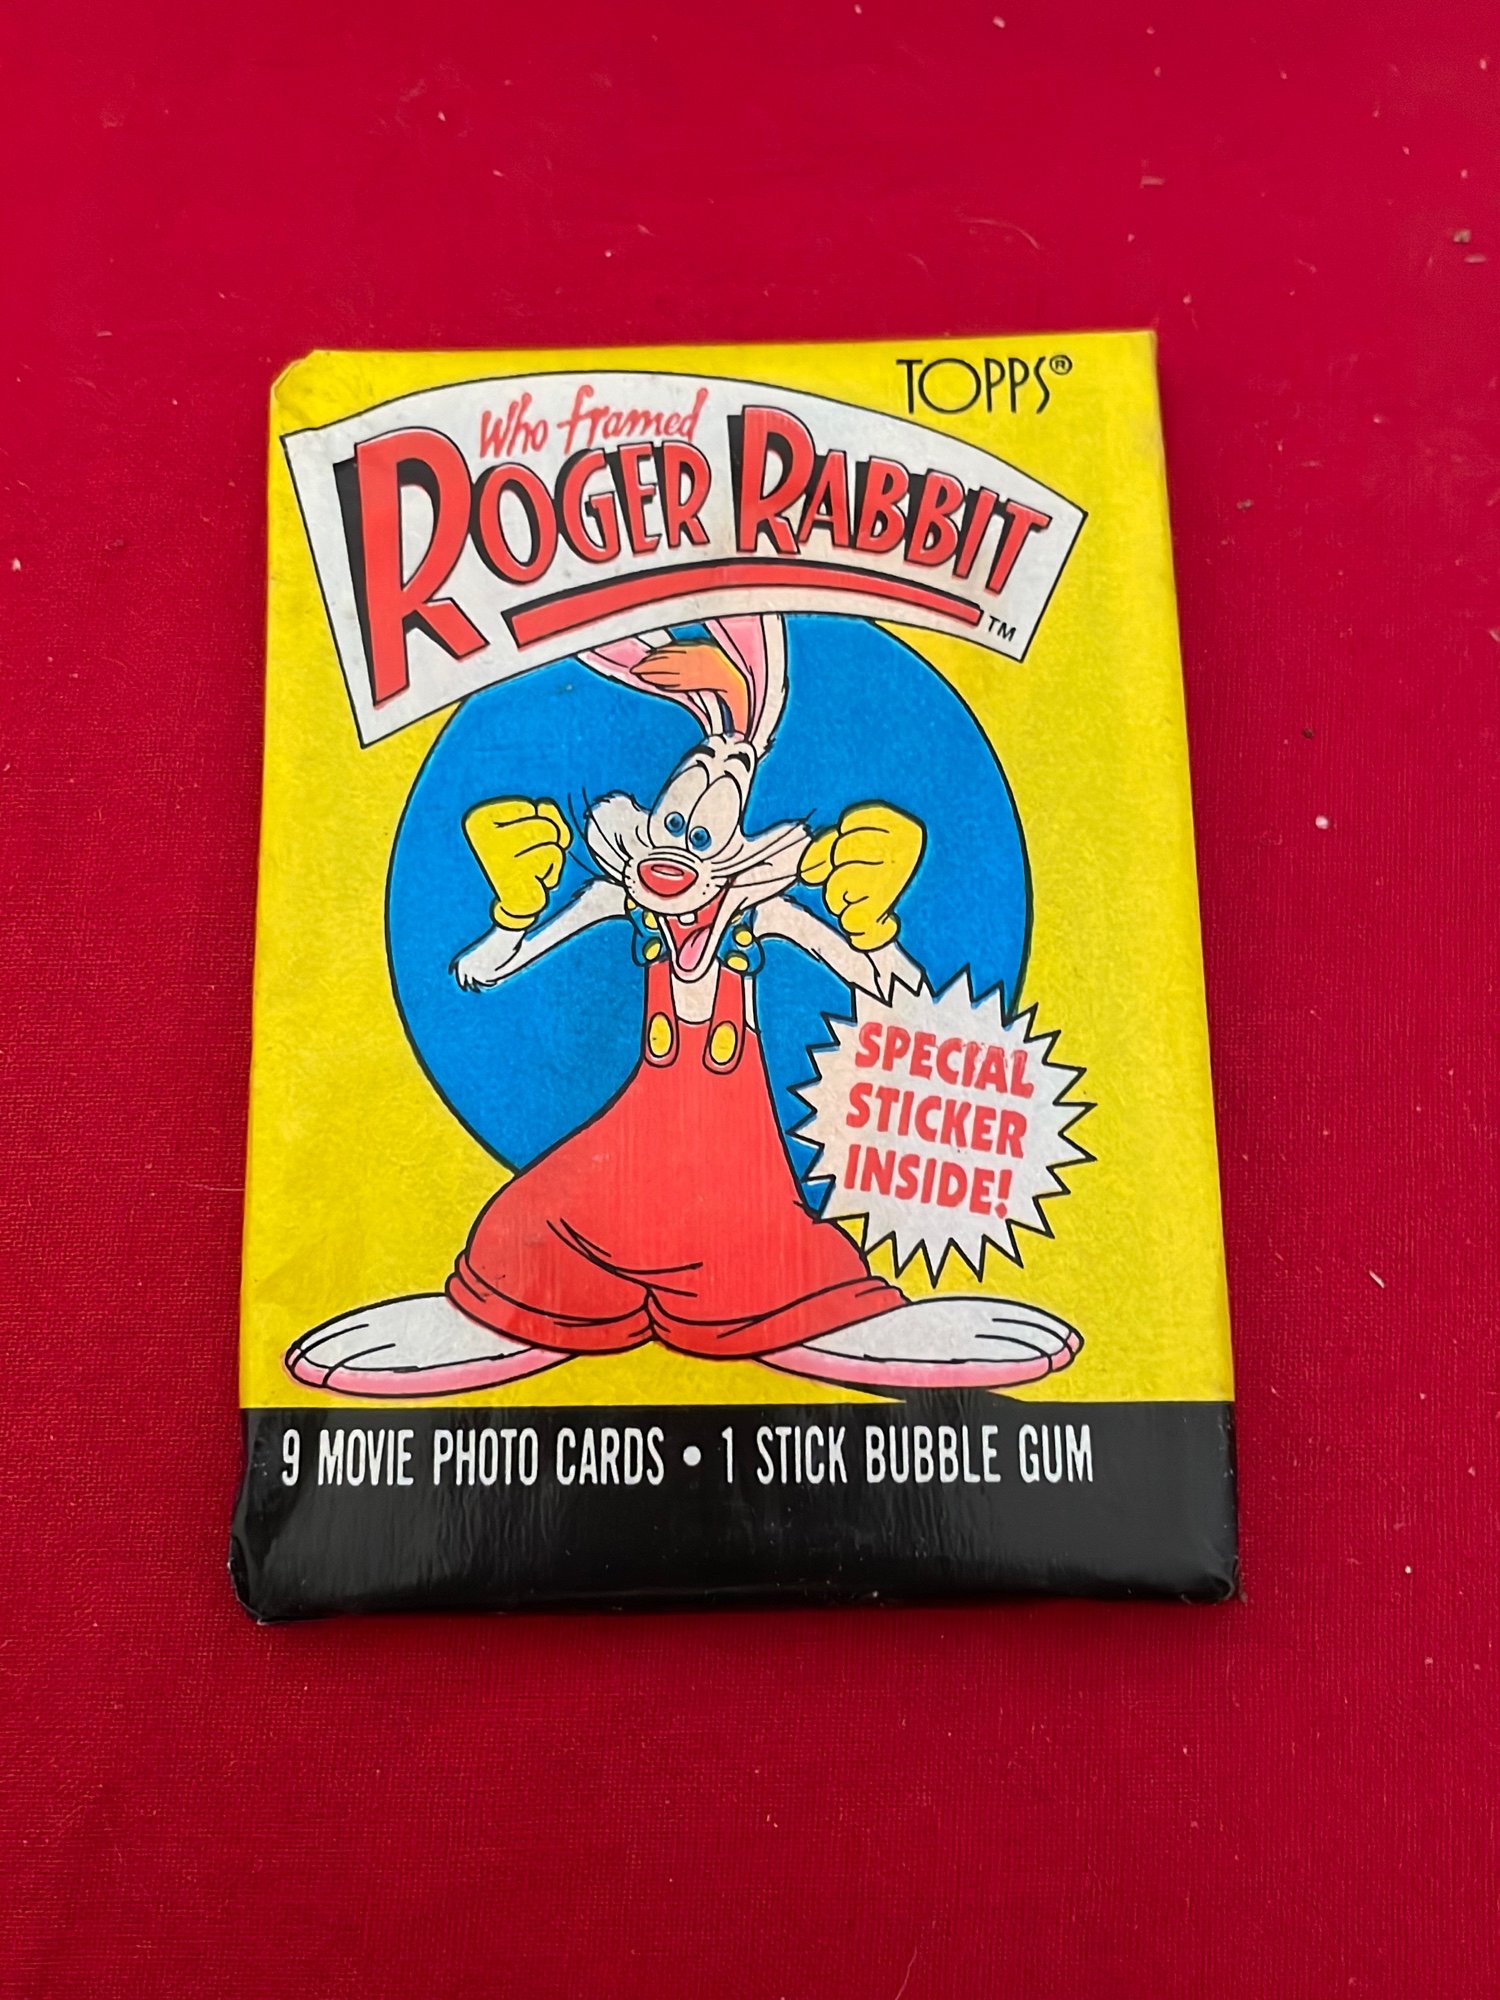 TOPPS®
Who framed
ROGER RABBIT
TM
SPECIAL
STICKER
INSIDE!
9 MOVIE PHOTO CARDS • 1 STICK BUBBLE GUM